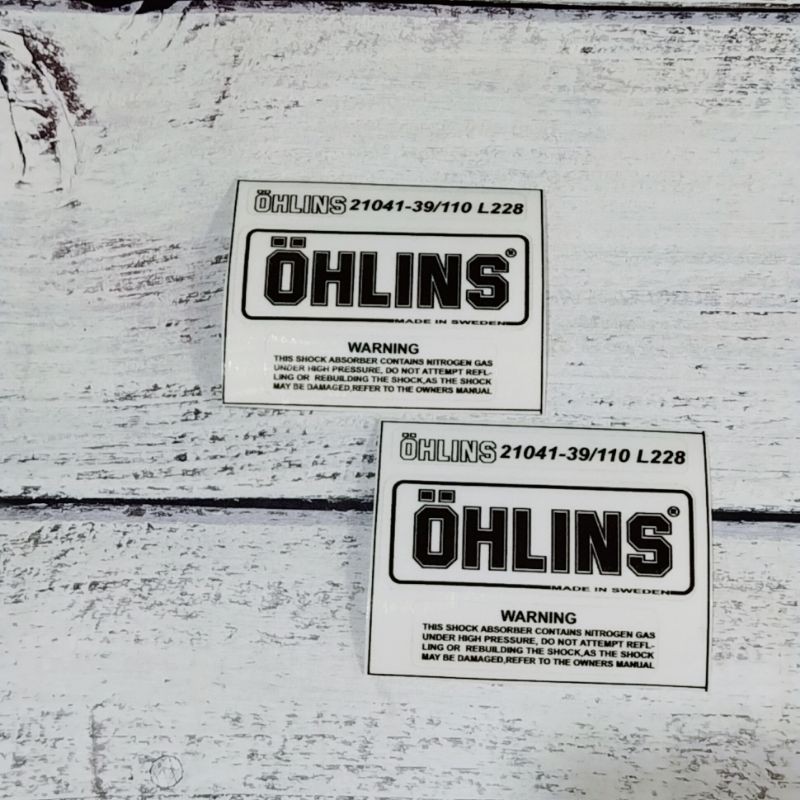 ÖHLINS 21041-39/110 L228
ÖHLINS®
MADE IN SWEDEN
WARNING
THIS SHOCK ABSORBER CONTAINS NITROGEN GAS
UNDER HIGH PRESSURE, DO NOT ATTEMPT REFL-
LING OR REBUILDING THE SHOCK,AS THE SHOCK
MAY BE DAMAGED,REFER TO THE OWNERS MANUAL
ÖHLINS 21041-39/110 L228
ÖHLINS®
MADE IN SWEDEN
WARNING
THIS SHOCK ABSORBER CONTAINS NITROGEN GAS
UNDER HIGH PRESSURE, DO NOT ATTEMPT REFL-
LING OR REBUILDING THE SHOCK,AS THE SHOCK
MAY BE DAMAGED,REFER TO THE OWNERS MANUAL